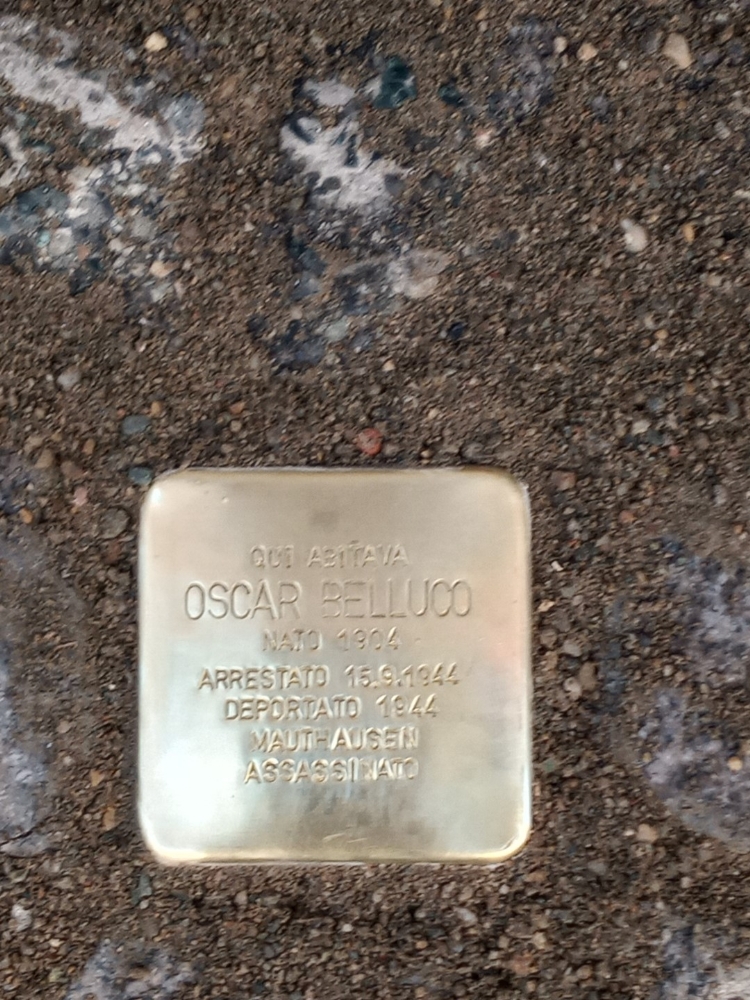 QUI ABITAVA
OSCAR BELLUCO
NATO 1904
ARRESTATO 15.9.1944
DEPORTATO 1944
MAUTHAUSEN
ASSASSINATO